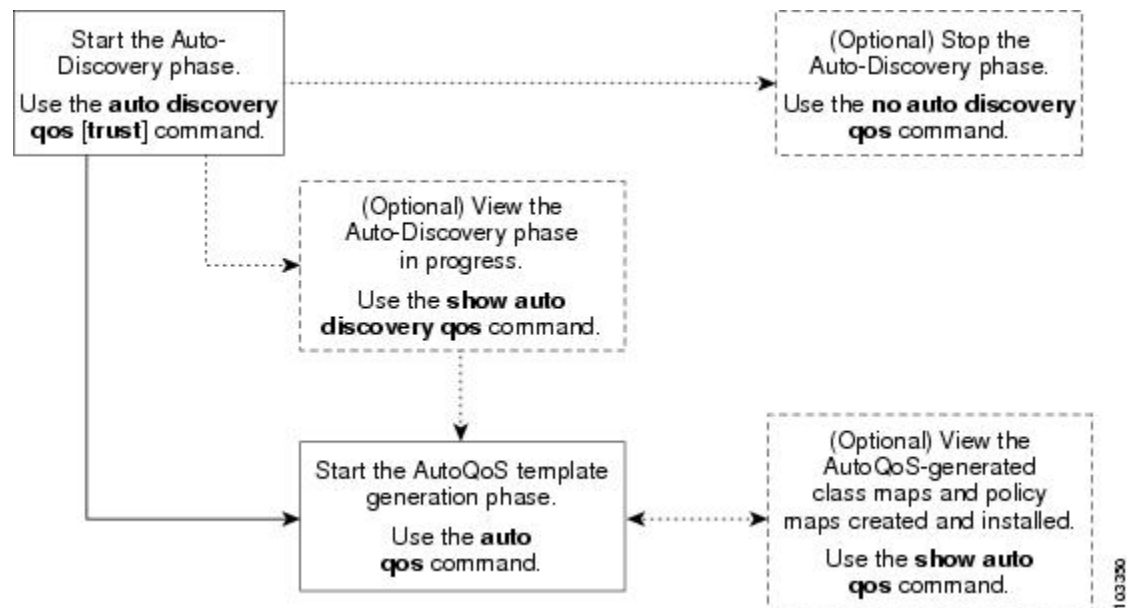 Start the Auto-
Discovery phase.
Use the auto discovery
qos [trust] command.
(Optional) Stop the
Auto-Discovery phase.
Use the no auto discovery
qos command.
(Optional) View the
Auto-Discovery phase
in progress.
Use the show auto
discovery qos command.
Start the AutoQoS template
generation phase.
Use the auto
qos command.
(Optional) View the
AutoQoS-generated
class maps and policy
maps created and installed.
Use the show auto
qos command.
103350